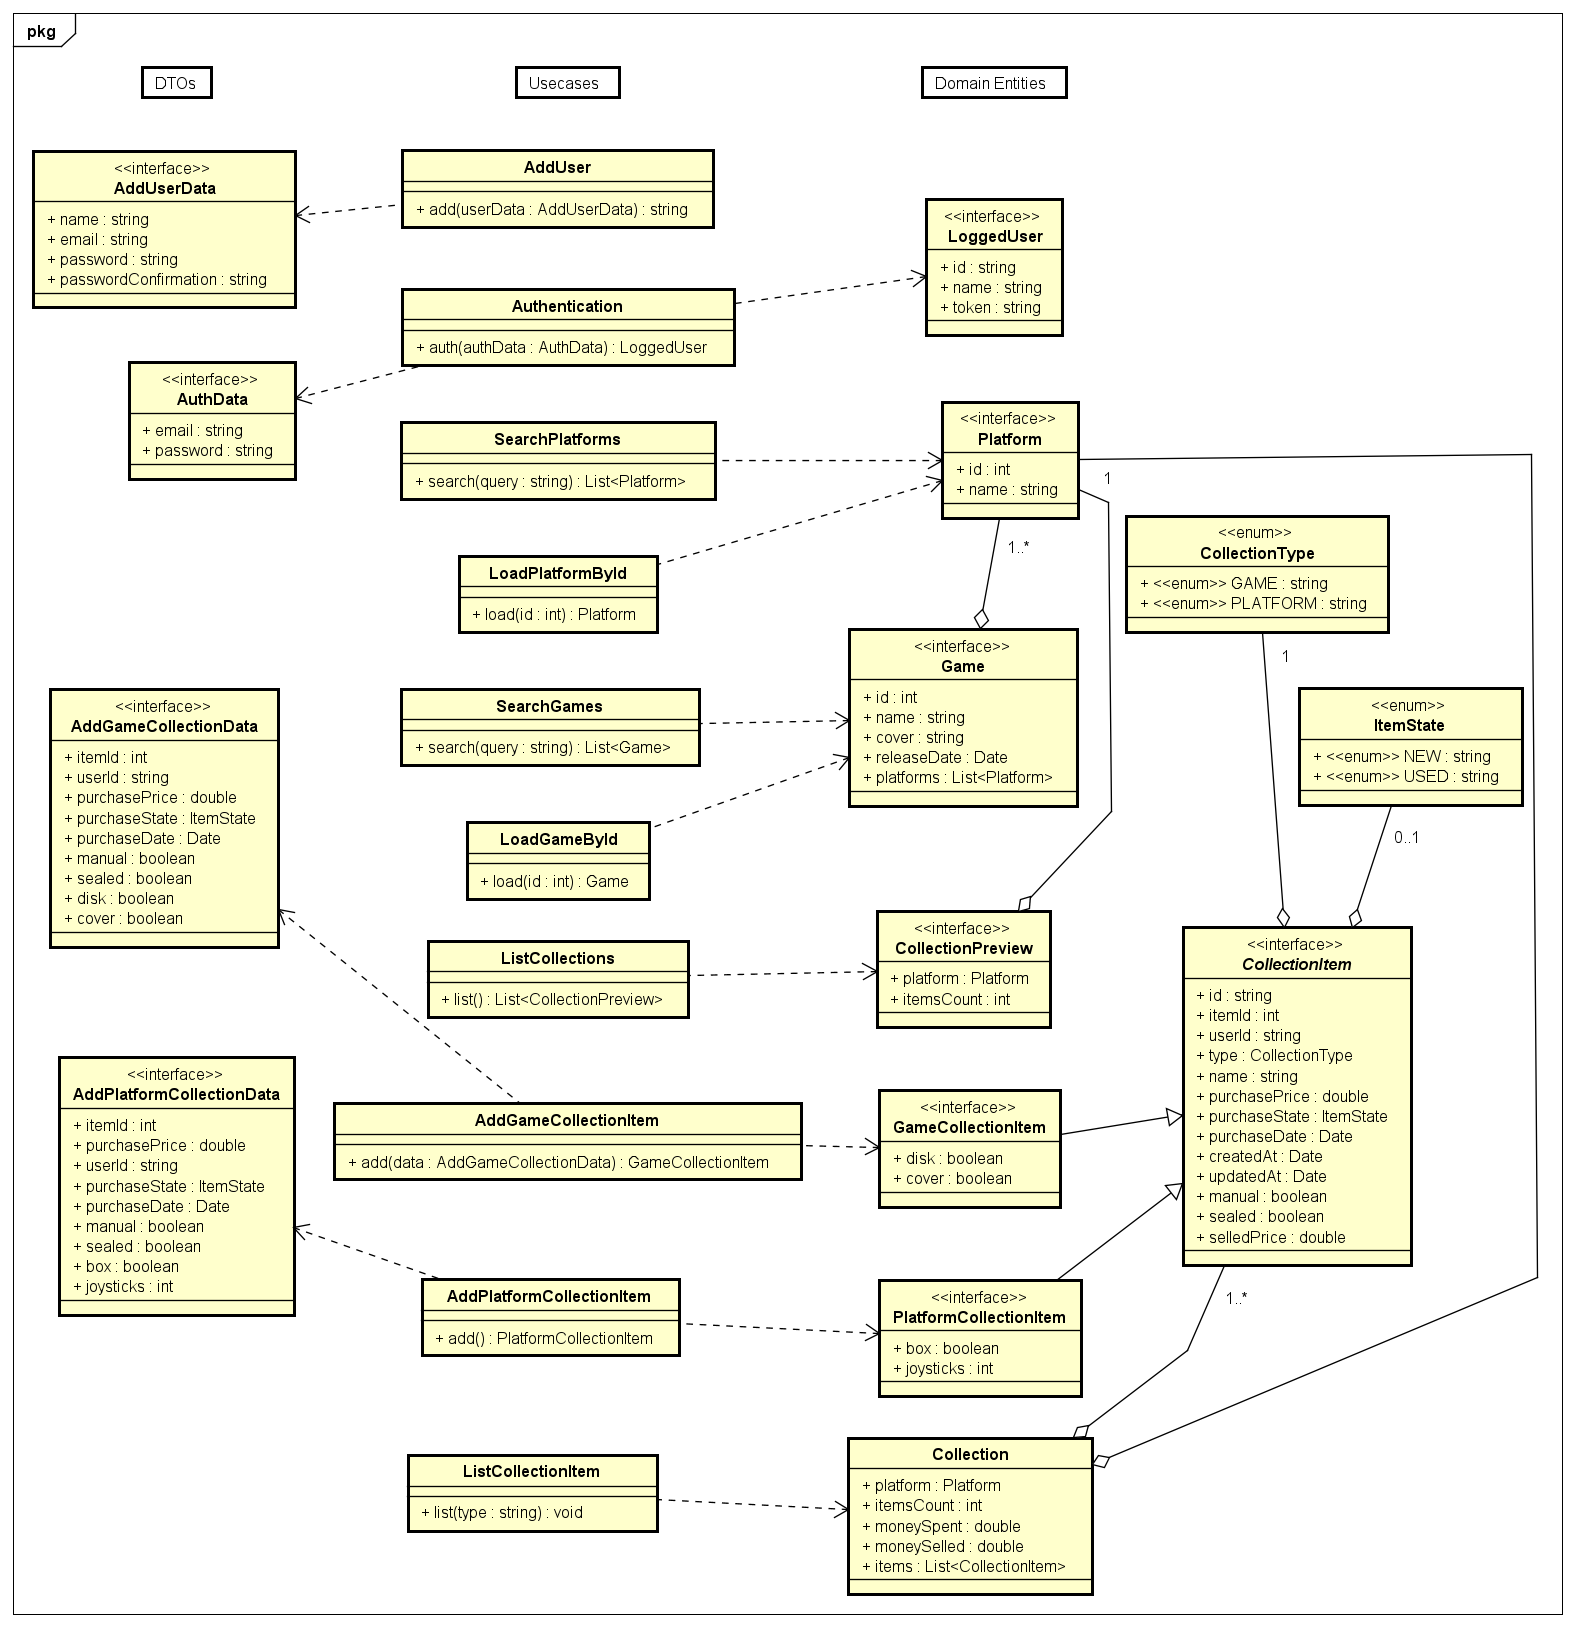 pkg
DTOs
Usecases
Domain Entities
<<interface>>
AddUserData
+ name : string
+ email : string
+ password : string
+ passwordConfirmation : string
AddUser
+ add(userData : AddUserData) : string
<<interface>>
LoggedUser
+ id : string
+ name : string
+ token : string
Authentication
+ auth(authData : AuthData) : LoggedUser
<<interface>>
AuthData
+ email : string
+ password : string
SearchPlatforms
+ search(query : string) : List<Platform>
<<interface>>
Platform
+ id : int
+ name : string
1
1..*
LoadPlatformById
+ load(id : int) : Platform
<<enum>>
CollectionType
+ <<enum>> GAME : string
+ <<enum>> PLATFORM : string
1
<<interface>>
Game
+ id : int
+ name : string
+ cover : string
+ releaseDate : Date
+ platforms : List<Platform>
<<enum>>
ItemState
+ <<enum>> NEW : string
+ <<enum>> USED : string
0..1
<<interface>>
AddGameCollectionData
+ itemId : int
+ userId : string
+ purchasePrice : double
+ purchaseState : ItemState
+ purchaseDate : Date
+ manual : boolean
+ sealed : boolean
+ disk : boolean
+ cover : boolean
SearchGames
+ search(query : string) : List<Game>
LoadGameById
+ load(id : int) : Game
ListCollections
+ list() : List<CollectionPreview>
<<interface>>
CollectionPreview
+ platform : Platform
+ itemsCount : int
<<interface>>
CollectionItem
+ id : string
+ itemId : int
+ userId : string
+ type : CollectionType
+ name : string
+ purchasePrice : double
+ purchaseState : ItemState
+ purchaseDate : Date
+ createdAt : Date
+ updatedAt : Date
+ manual : boolean
+ sealed : boolean
+ selledPrice : double
1..*
<<interface>>
AddPlatformCollectionData
+ itemId : int
+ purchasePrice : double
+ userId : string
+ purchaseState : ItemState
+ purchaseDate : Date
+ manual : boolean
+ sealed : boolean
+ box : boolean
+ joysticks : int
AddGameCollectionItem
+ add(data : AddGameCollectionData) : GameCollectionItem
<<interface>>
GameCollectionItem
+ disk : boolean
+ cover : boolean
AddPlatformCollectionItem
+ add() : PlatformCollectionItem
<<interface>>
PlatformCollectionItem
+ box : boolean
+ joysticks : int
ListCollectionItem
+ list(type : string) : void
Collection
+ platform : Platform
+ itemsCount : int
+ moneySpent : double
+ moneySelled : double
+ items : List<CollectionItem>